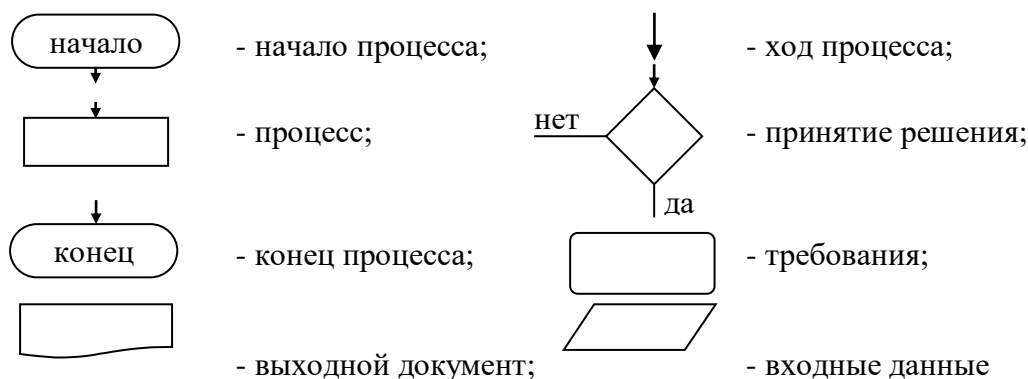 начало - начало процесса; - ход процесса;
- процесс; нет - принятие решения;
да
конец - конец процесса; - требования;
- выходной документ; - входные данные